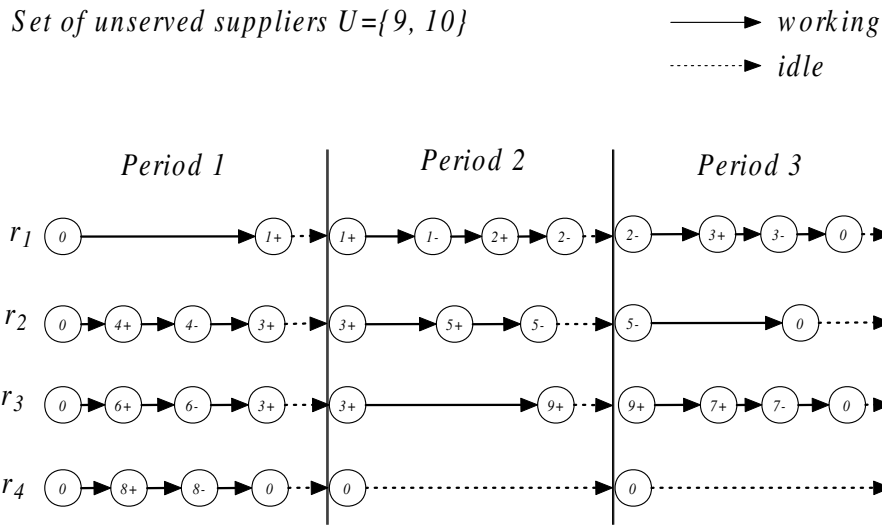 Set of unserved suppliers U={9, 10}
working
idle
Period 1 Period 2 Period 3
r1 0 1+ 1+ 1- 2+ 2- 2- 3+ 3- 0
r2 0 4+ 4- 3+ 3+ 5+ 5- 5- 0
r3 0 6+ 6- 3+ 3+ 9+ 9+ 7+ 7- 0
r4 0 8+ 8- 0 0 0